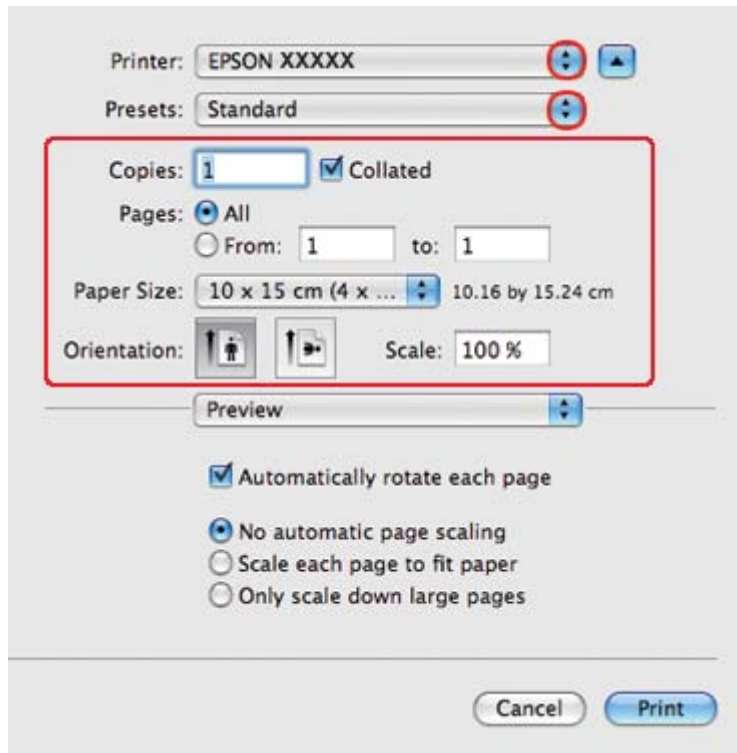 Printer: EPSON XXXXX
Presets: Standard
Copies: 1 Collated
Pages: All
From: 1 to: 1
Paper Size: 10 x 15 cm (4 x ... 10.16 by 15.24 cm
Orientation: Scale: 100 %
Preview
Automatically rotate each page
No automatic page scaling
Scale each page to fit paper
Only scale down large pages
Cancel Print